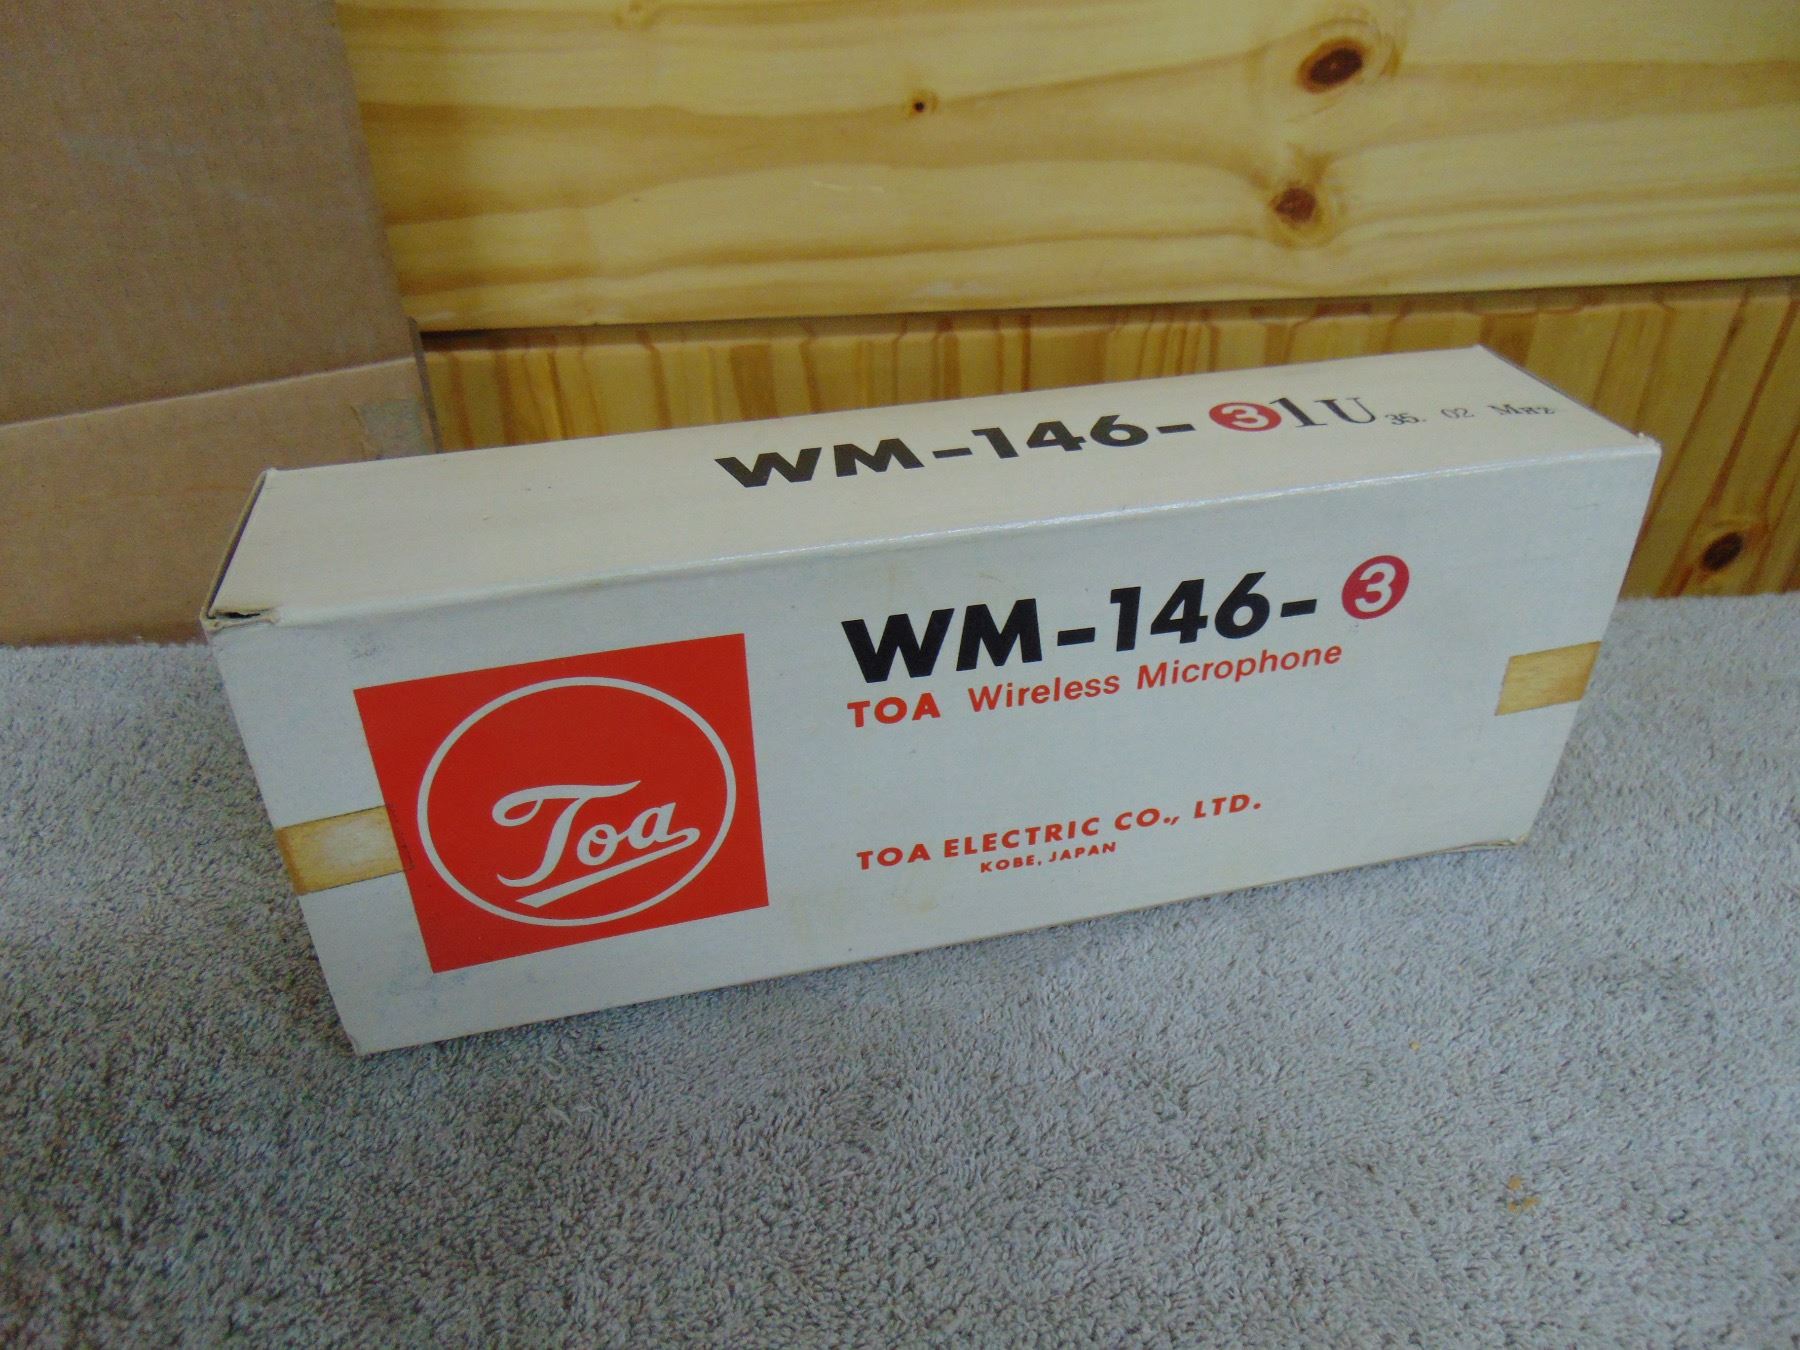 WM-146-31U 35. 02 MHz
WM-146-3
TOA Wireless Microphone
Toa
TOA ELECTRIC CO., LTD.
KOBE, JAPAN